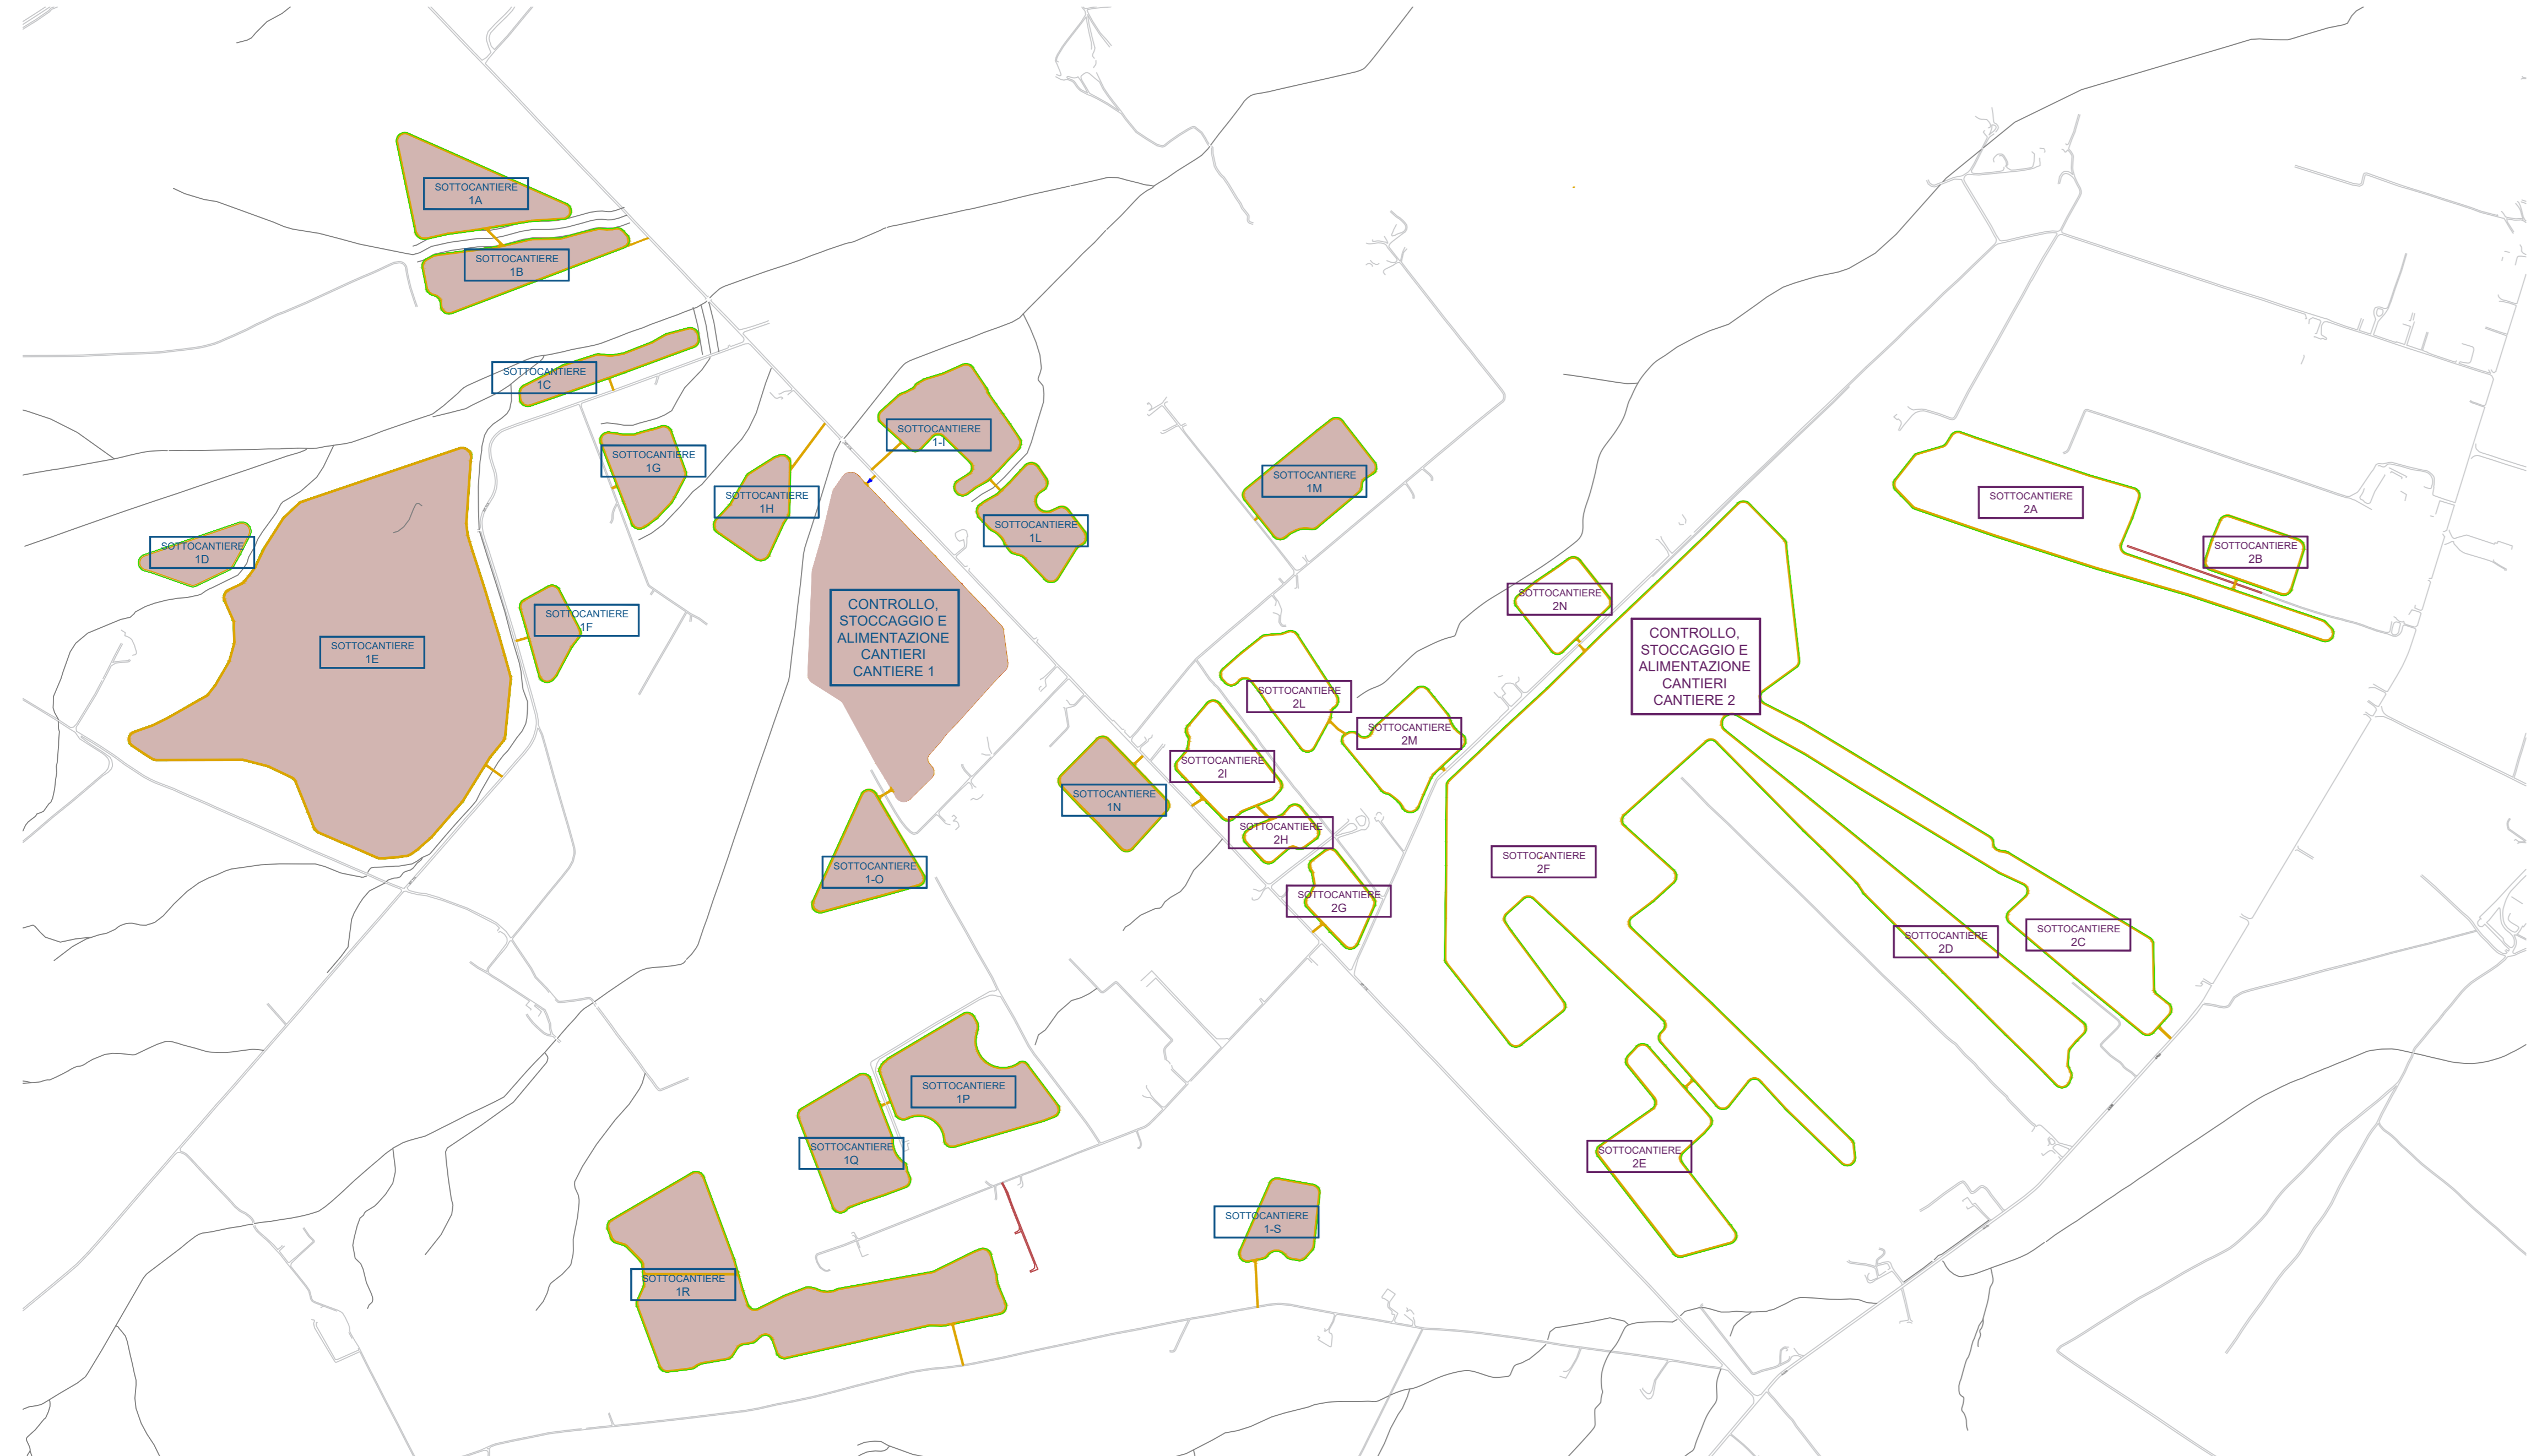 SOTTOCANTIERE
1A
SOTTOCANTIERE
1B
SOTTOCANTIERE
1C
SOTTOCANTIERE
1D
SOTTOCANTIERE
1E
SOTTOCANTIERE
1F
SOTTOCANTIERE
1G
SOTTOCANTIERE
1H
SOTTOCANTIERE
1-I
SOTTOCANTIERE
1L
SOTTOCANTIERE
1M
CONTROLLO,
STOCCAGGIO E
ALIMENTAZIONE
CANTIERI
CANTIERE 1
SOTTOCANTIERE
1N
SOTTOCANTIERE
1-O
SOTTOCANTIERE
1P
SOTTOCANTIERE
1Q
SOTTOCANTIERE
1R
SOTTOCANTIERE
1-S
SOTTOCANTIERE
2A
SOTTOCANTIERE
2B
SOTTOCANTIERE
2N
CONTROLLO,
STOCCAGGIO E
ALIMENTAZIONE
CANTIERI
CANTIERE 2
SOTTOCANTIERE
2L
SOTTOCANTIERE
2M
SOTTOCANTIERE
2I
SOTTOCANTIERE
2H
SOTTOCANTIERE
2G
SOTTOCANTIERE
2F
SOTTOCANTIERE
2D
SOTTOCANTIERE
2C
SOTTOCANTIERE
2E